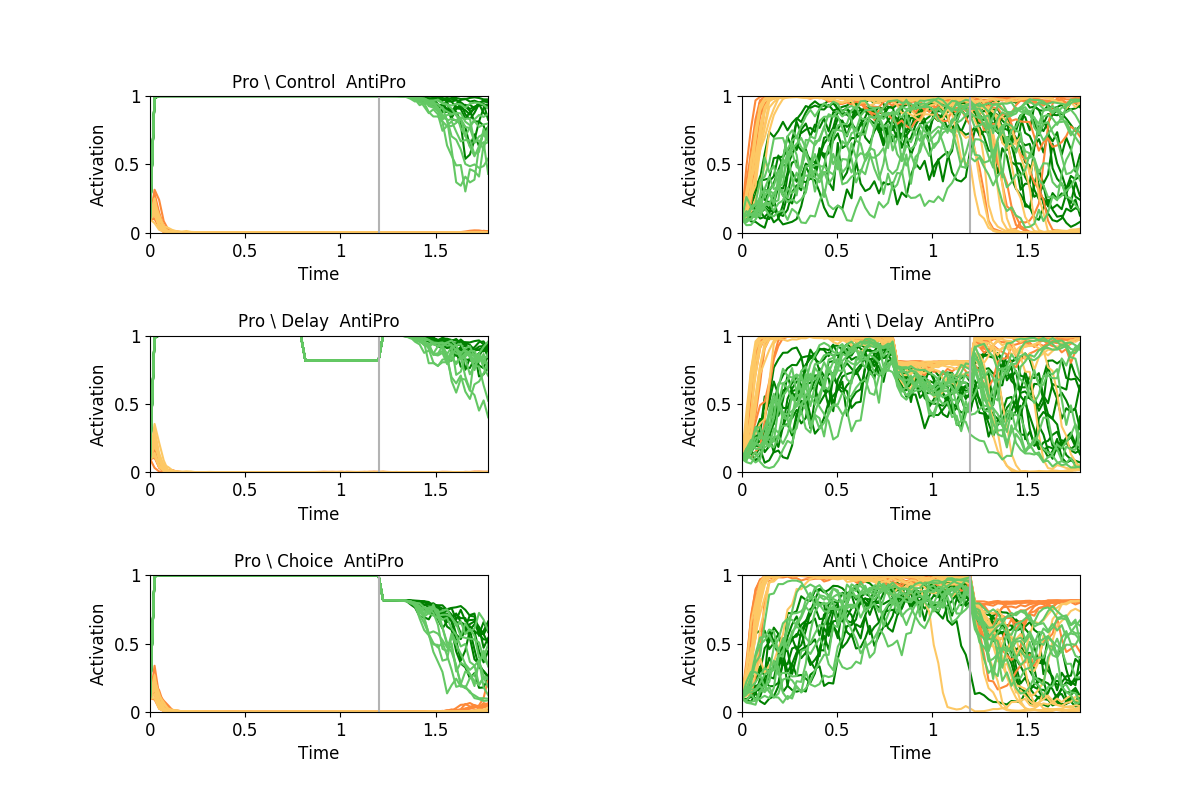 Pro \ Control  AntiPro
Activation
1
0.5
0
0
0.5
1
1.5
Time
Anti \ Control  AntiPro
Activation
1
0.5
0
0
0.5
1
1.5
Time
Pro \ Delay  AntiPro
Activation
1
0.5
0
0
0.5
1
1.5
Time
Anti \ Delay  AntiPro
Activation
1
0.5
0
0
0.5
1
1.5
Time
Pro \ Choice  AntiPro
Activation
1
0.5
0
0
0.5
1
1.5
Time
Anti \ Choice  AntiPro
Activation
1
0.5
0
0
0.5
1
1.5
Time